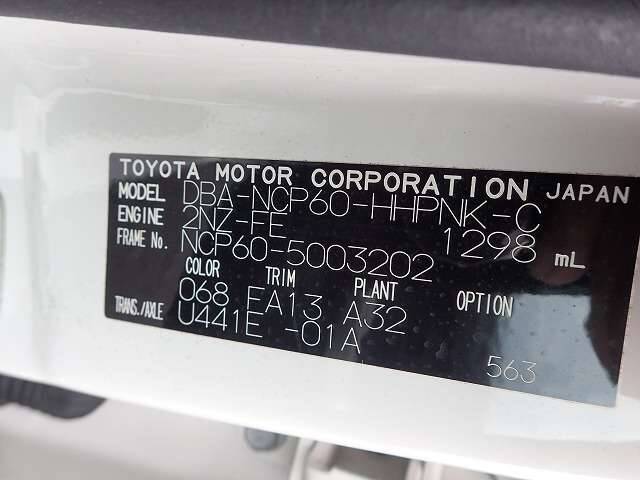 TOYOTA MOTOR CORPORATION JAPAN
MODEL DBA-NCP60-HHPNK-C
ENGINE 2NZ-FE 1298 mL
FRAME No. NCP60-5003202
COLOR TRIM PLANT OPTION
068 FA13 A32
TRANS./AXLE U441E -01A
563